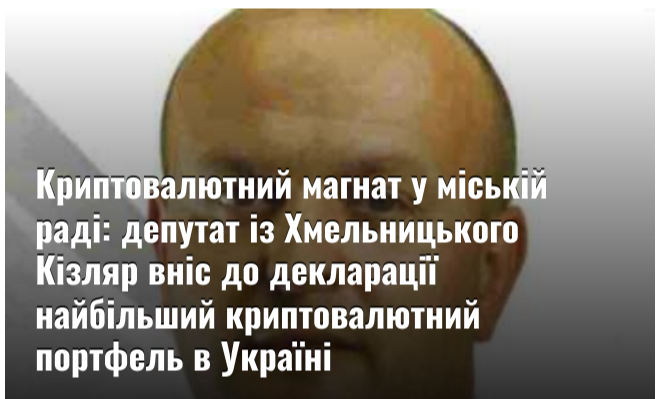 Криптовалютний магнат у міській
раді: депутат із Хмельницького
Кізляр вніс до декларації
найбільший криптовалютний
портфель в Україні